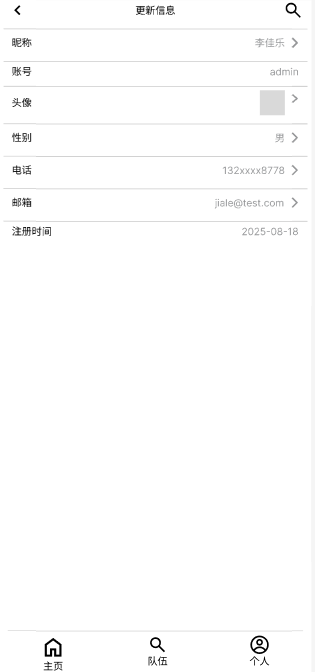 更新信息
昵称 李佳乐
账号 admin
头像
性别 男
电话 132xxxx8778
邮箱 jiale@test.com
注册时间 2025-08-18
主页 队伍 个人